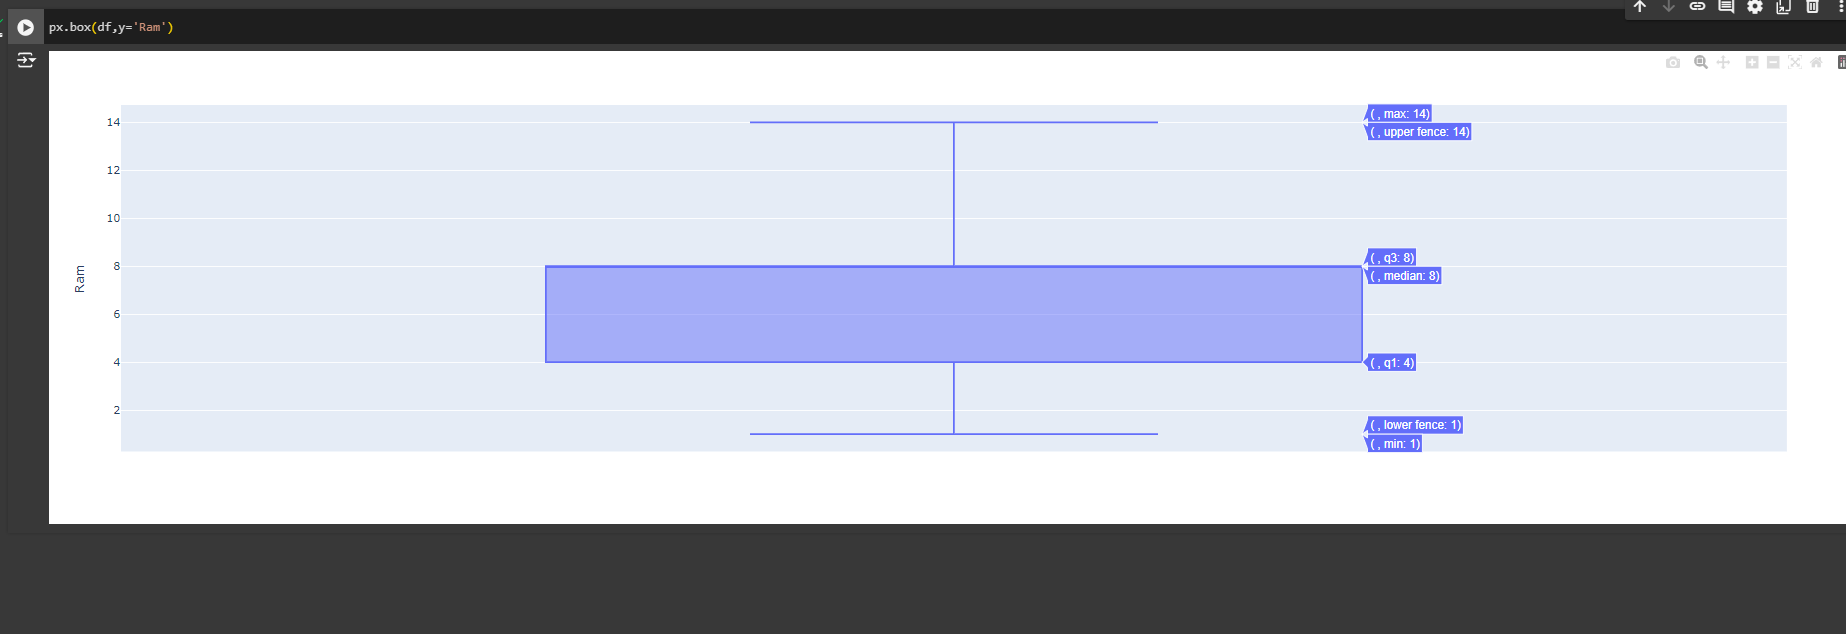 px.box(df,y='Ram')
14
12
10
8
6
4
2
Ram
( , max: 14)
( , upper fence: 14)
( , q3: 8)
( , median: 8)
( , q1: 4)
( , lower fence: 1)
( , min: 1)